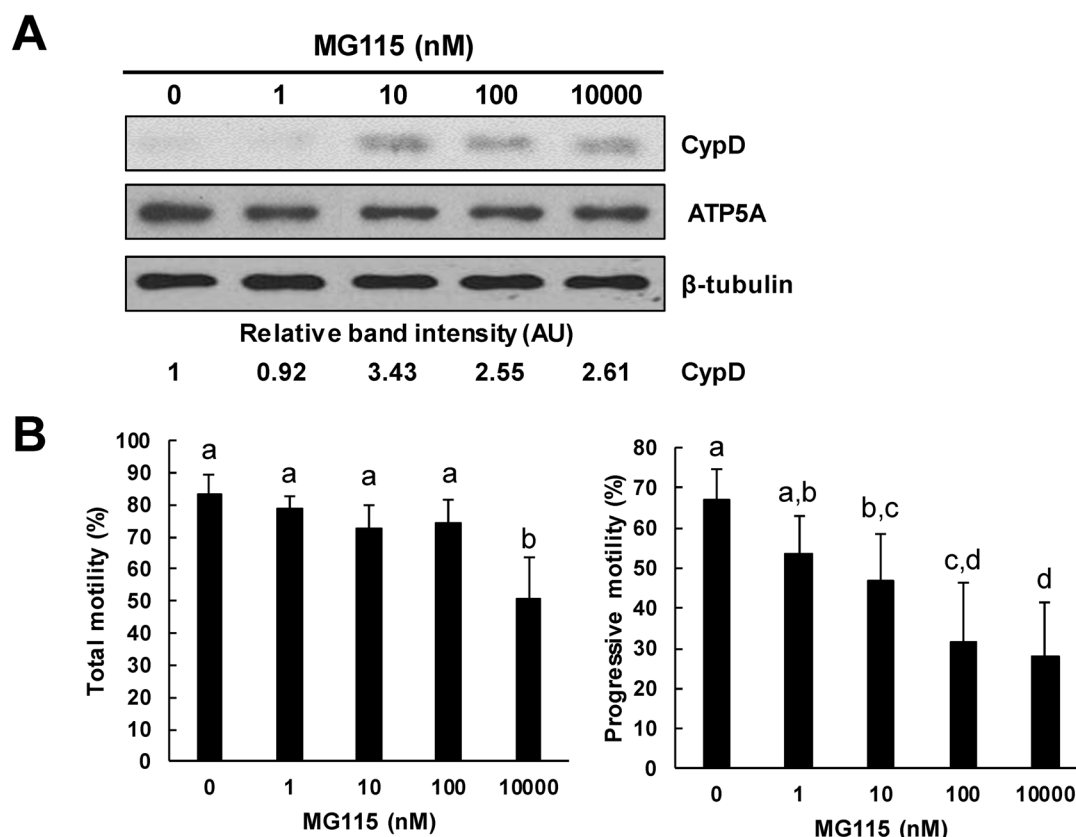 A
MG115 (nM)
0 1 10 100 10000
CypD
ATP5A
β-tubulin
Relative band intensity (AU)
1 0.92 3.43 2.55 2.61 CypD
B
Total motility (%)
100
90
80
70
60
50
40
30
20
10
0
a a a a b
0 1 10 100 10000
MG115 (nM)
Progressive motility (%)
80
70
60
50
40
30
20
10
0
a a,b b,c c,d d
0 1 10 100 10000
MG115 (nM)